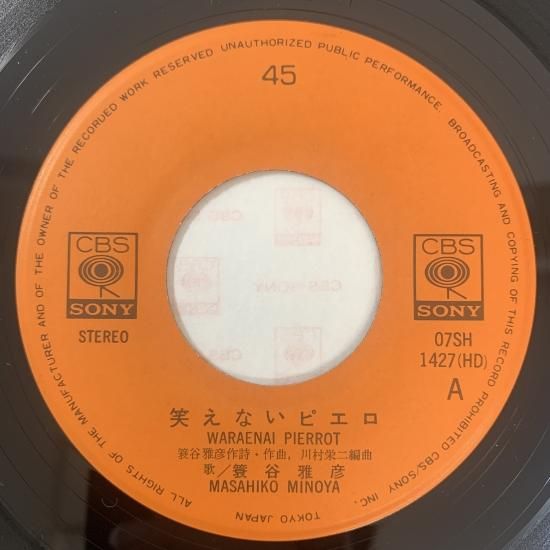 ALL RIGHTS OF THE MANUFACTURER AND OF THE OWNER OF THE RECORDED WORK RESERVED UNAUTHORIZED PUBLIC PERFORMANCE. BROADCASTING AND COPYING OF THIS RECORD PROHIBITED CBS/SONY INC.
45
CBS
SONY
STEREO
CBS
SONY
07SH
1427(HD)
A
笑えないピエロ
WARAENAI PIERROT
簑谷雅彦作詩・作曲,川村栄二編曲
歌/簑谷雅彦
MASAHIKO MINOYA
TOKYO JAPAN